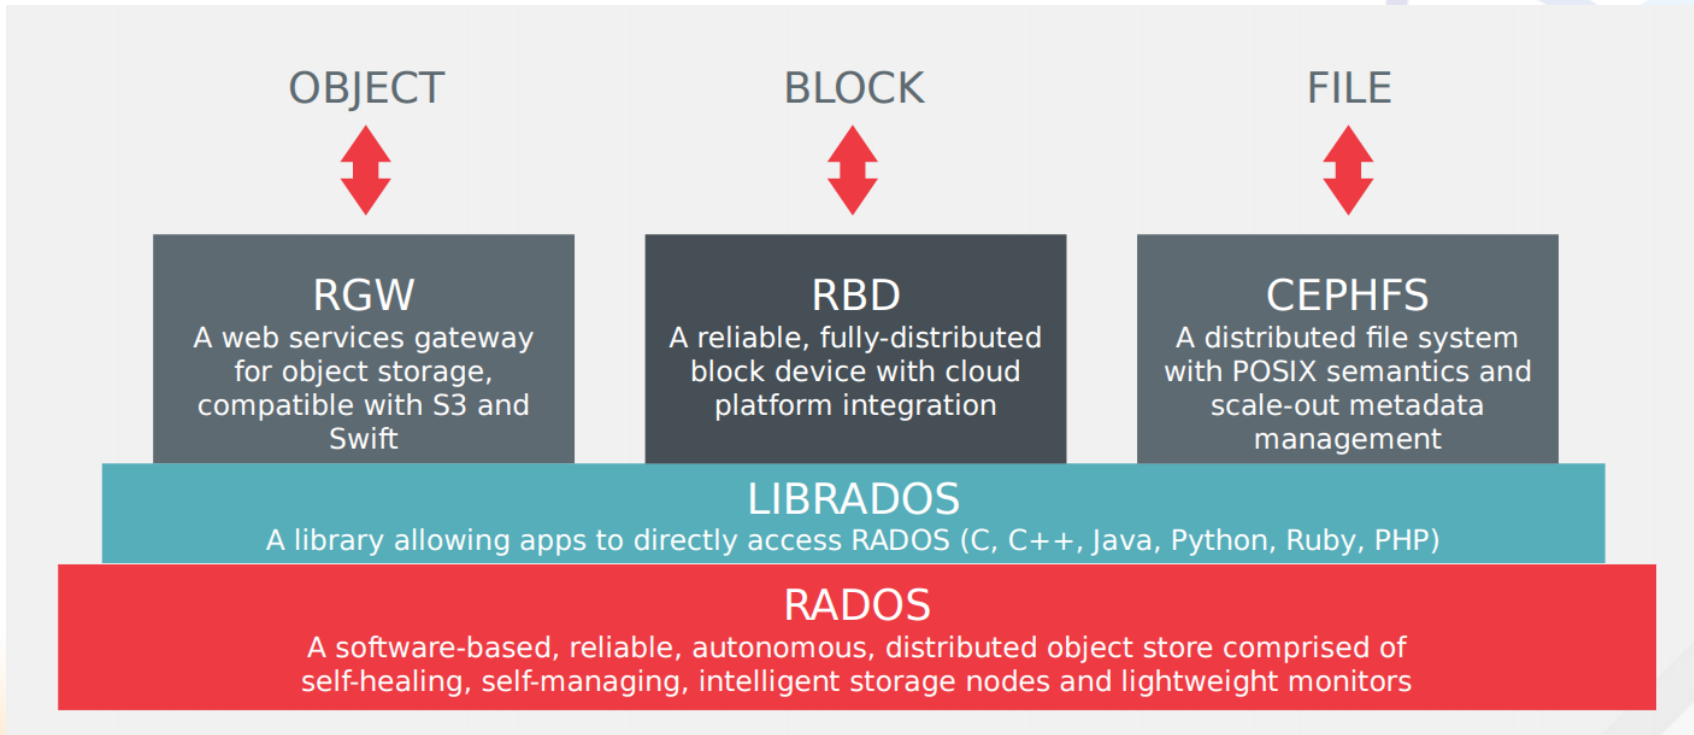 OBJECT
BLOCK
FILE
RGW
A web services gateway
for object storage,
compatible with S3 and
Swift
RBD
A reliable, fully-distributed
block device with cloud
platform integration
CEPHFS
A distributed file system
with POSIX semantics and
scale-out metadata
management
LIBRADOS
A library allowing apps to directly access RADOS (C, C++, Java, Python, Ruby, PHP)
RADOS
A software-based, reliable, autonomous, distributed object store comprised of
self-healing, self-managing, intelligent storage nodes and lightweight monitors